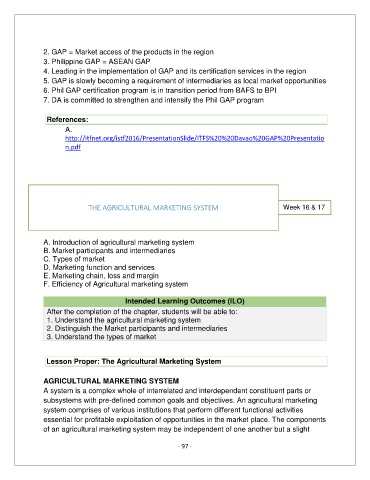 2. GAP = Market access of the products in the region
3. Philippine GAP = ASEAN GAP
4. Leading in the implementation of GAP and its certification services in the region
5. GAP is slowly becoming a requirement of intermediaries as local market opportunities
6. Phil GAP certification program is in transition period from BAFS to BPI
7. DA is committed to strengthen and intensify the Phil GAP program
References:
A.
http://itfnet.org/istf2016/PresentationSlide/ITFS%20%20Davao%20GAP%20Presentatio
n.pdf
THE AGRICULTURAL MARKETING SYSTEM
Week 16 & 17
A. Introduction of agricultural marketing system
B. Market participants and intermediaries
C. Types of market
D. Marketing function and services
E. Marketing chain, loss and margin
F. Efficiency of Agricultural marketing system
Intended Learning Outcomes (ILO)
After the completion of the chapter, students will be able to:
1. Understand the agricultural marketing system
2. Distinguish the Market participants and intermediaries
3. Understand the types of market
Lesson Proper: The Agricultural Marketing System
AGRICULTURAL MARKETING SYSTEM
A system is a complex whole of interrelated and interdependent constituent parts or
subsystems with pre-defined common goals and objectives. An agricultural marketing
system comprises of various institutions that perform different functional activities
essential for profitable exploitation of opportunities in the market place. The components
of an agricultural marketing system may be independent of one another but a slight
- 97 -